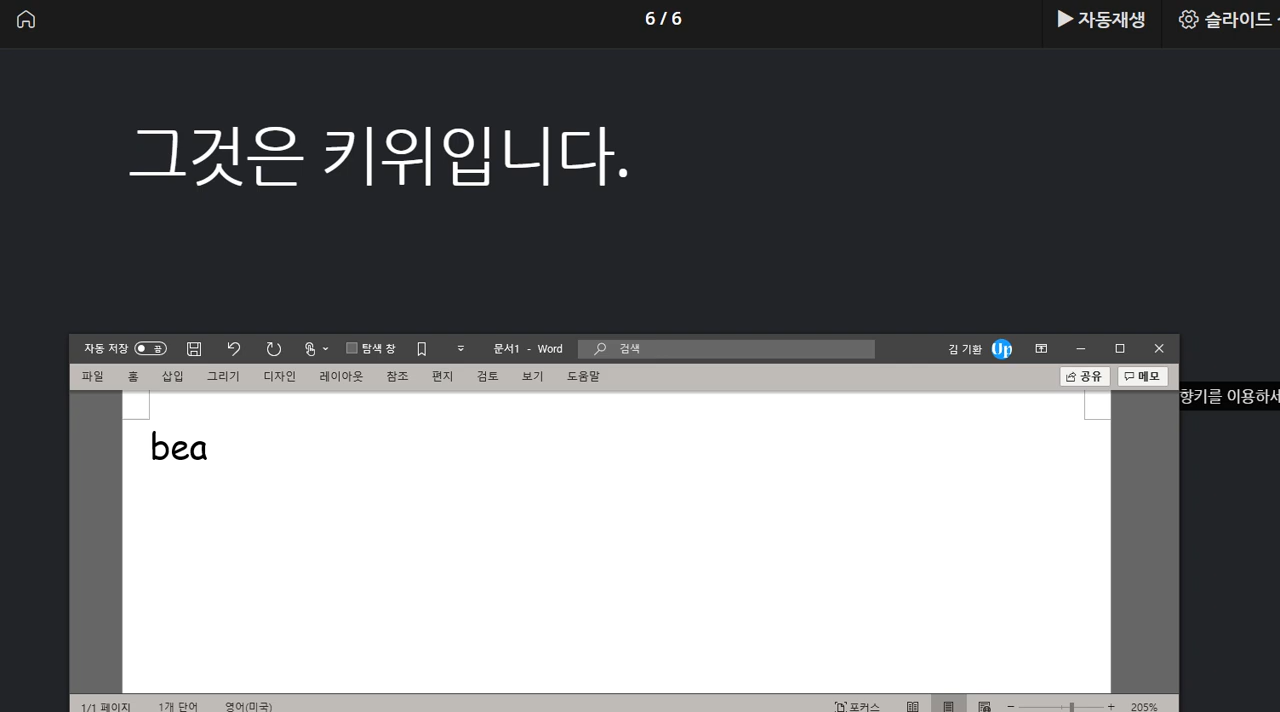 6 / 6
자동재생
슬라이드
그것은 키위입니다.
자동 저장 끔
탐색 창
문서1 - Word
검색
김 기환
Up
파일 홈 삽입 그리기 디자인 레이아웃 참조 편지 검토 보기 도움말
공유
메모
향키를 이용하세
bea
1/1 페이지 1개 단어 영어(미국)
포커스
205%